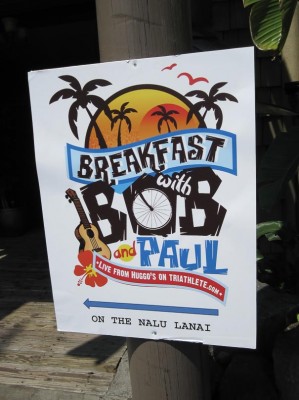 BREAKFAST
with
BOB
and PAUL
• LIVE FROM HUGGO'S ON TRIATHLETE.COM •
ON THE NALU LANAI